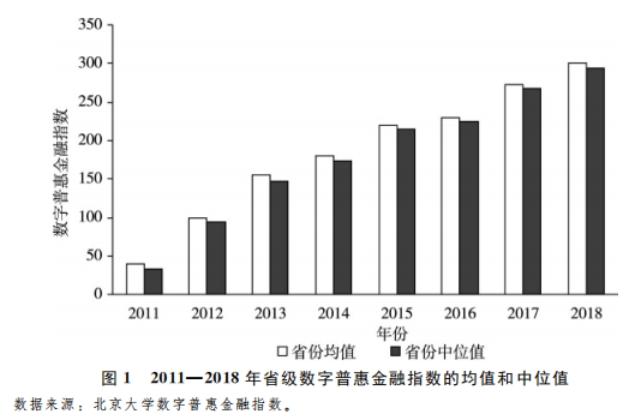 350
300
250
200
150
100
50
0
数字普惠金融指数
2011 2012 2013 2014 2015 2016 2017 2018
年份
省份均值 省份中位值
图 1 2011—2018 年省级数字普惠金融指数的均值和中位值
数据来源：北京大学数字普惠金融指数。